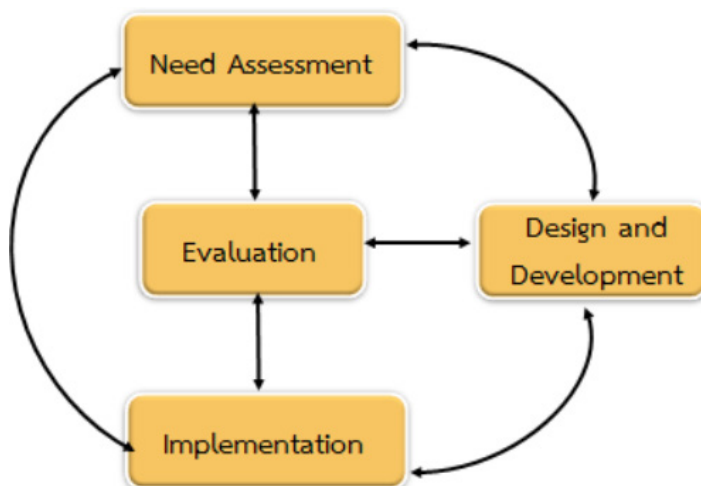 Need Assessment
Evaluation
Design and
Development
Implementation